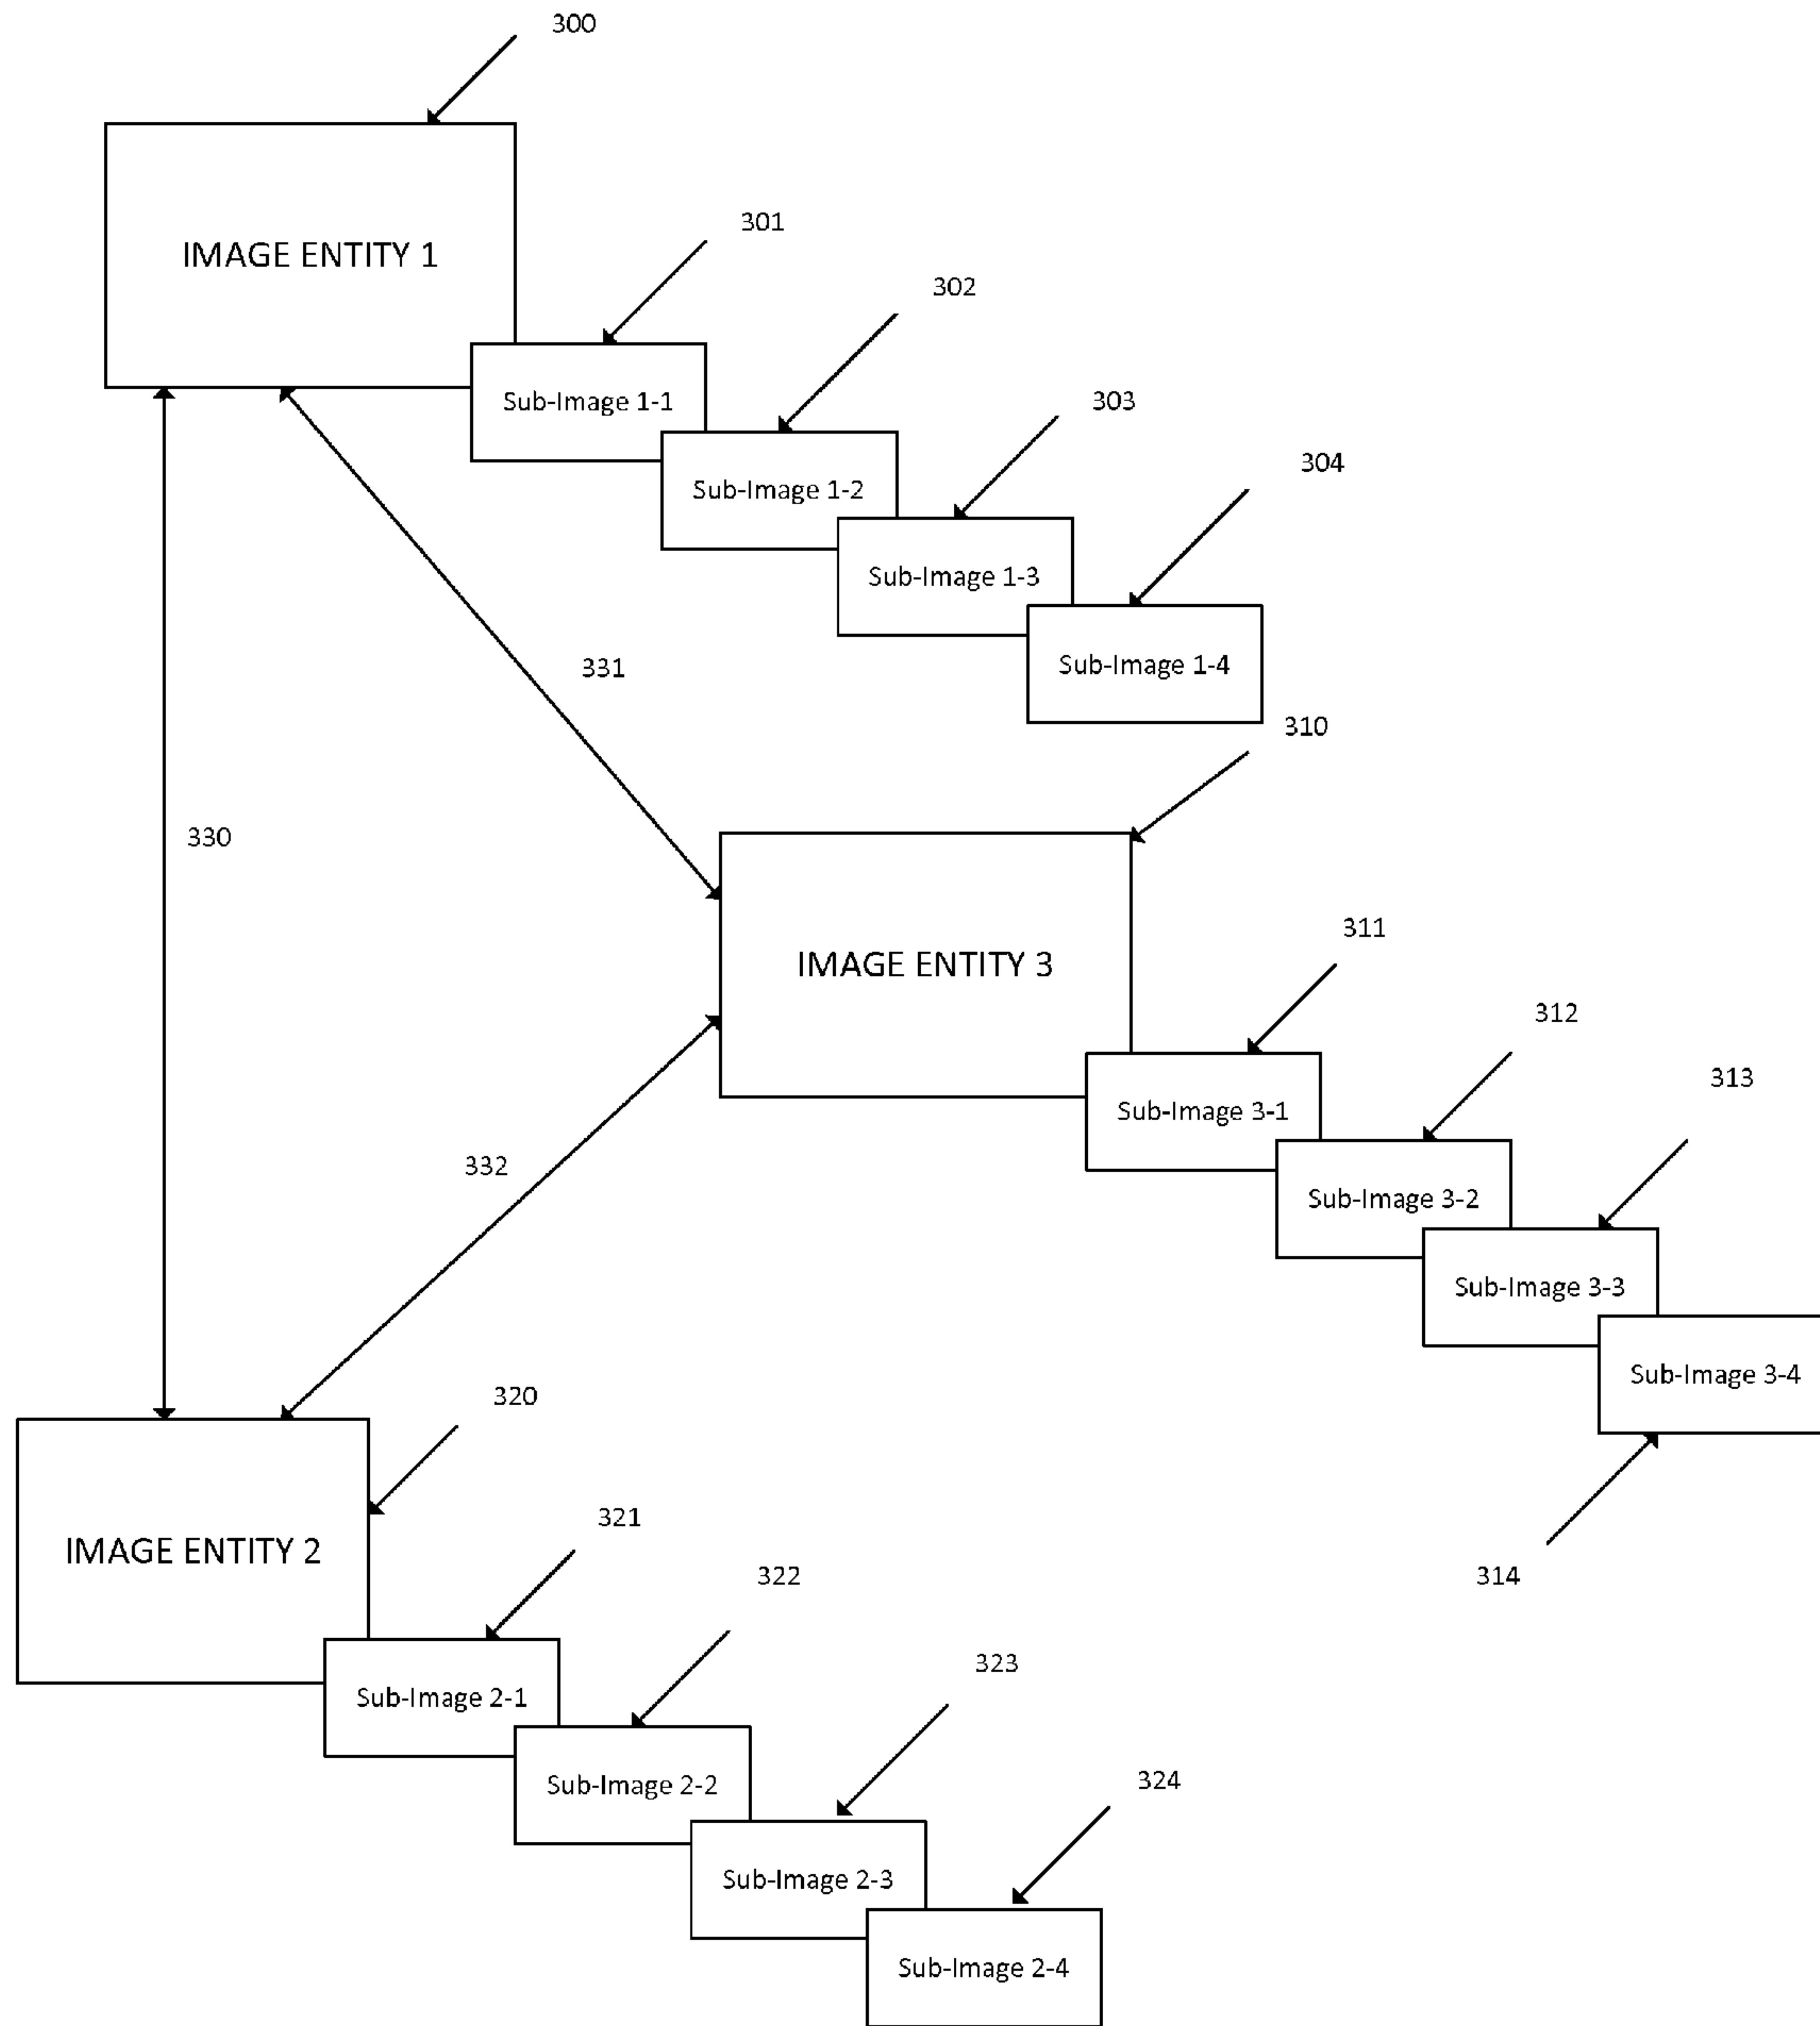 300
IMAGE ENTITY 1
301
302
Sub-Image 1-1
303
304
Sub-Image 1-2
Sub-Image 1-3
Sub-Image 1-4
331
310
330
IMAGE ENTITY 3
311
312
313
Sub-Image 3-1
332
Sub-Image 3-2
Sub-Image 3-3
Sub-Image 3-4
320
314
IMAGE ENTITY 2
321
322
323
Sub-Image 2-1
324
Sub-Image 2-2
Sub-Image 2-3
Sub-Image 2-4